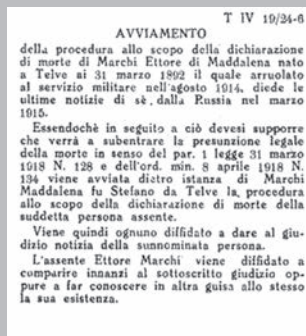 T IV 19/24-6
AVVIAMENTO
della procedura allo scopo della dichiarazione
di morte di Marchi Ettore di Maddalena nato
a Telve ai 31 marzo 1892 il quale arruolato
al servizio militare nell'agosto 1914, diede le
ultime notizie di sè, dalla Russia nel marzo
1915.
Essendochè in seguito a ciò devesi supporre
che verrà a subentrare la presunzione legale
della morte in senso del par. 1 legge 31 marzo
1918 N. 128 e dell'ord. min. 8 aprile 1918 N.
134 viene avviata dietro istanza di Marchi
Maddalena fu Stefano da Telve la, procedura
allo scopo della dichiarazione di morte della
suddetta persona assente.
Viene quindi ognuno diffidato a dare al giu-
dizio notizia della sunnominata persona.
L'assente Ettore Marchi viene diffidato a
comparire innanzi al sottoscritto giudizio op-
pure a far conoscere in altra guisa allo stesso
la sua esistenza.